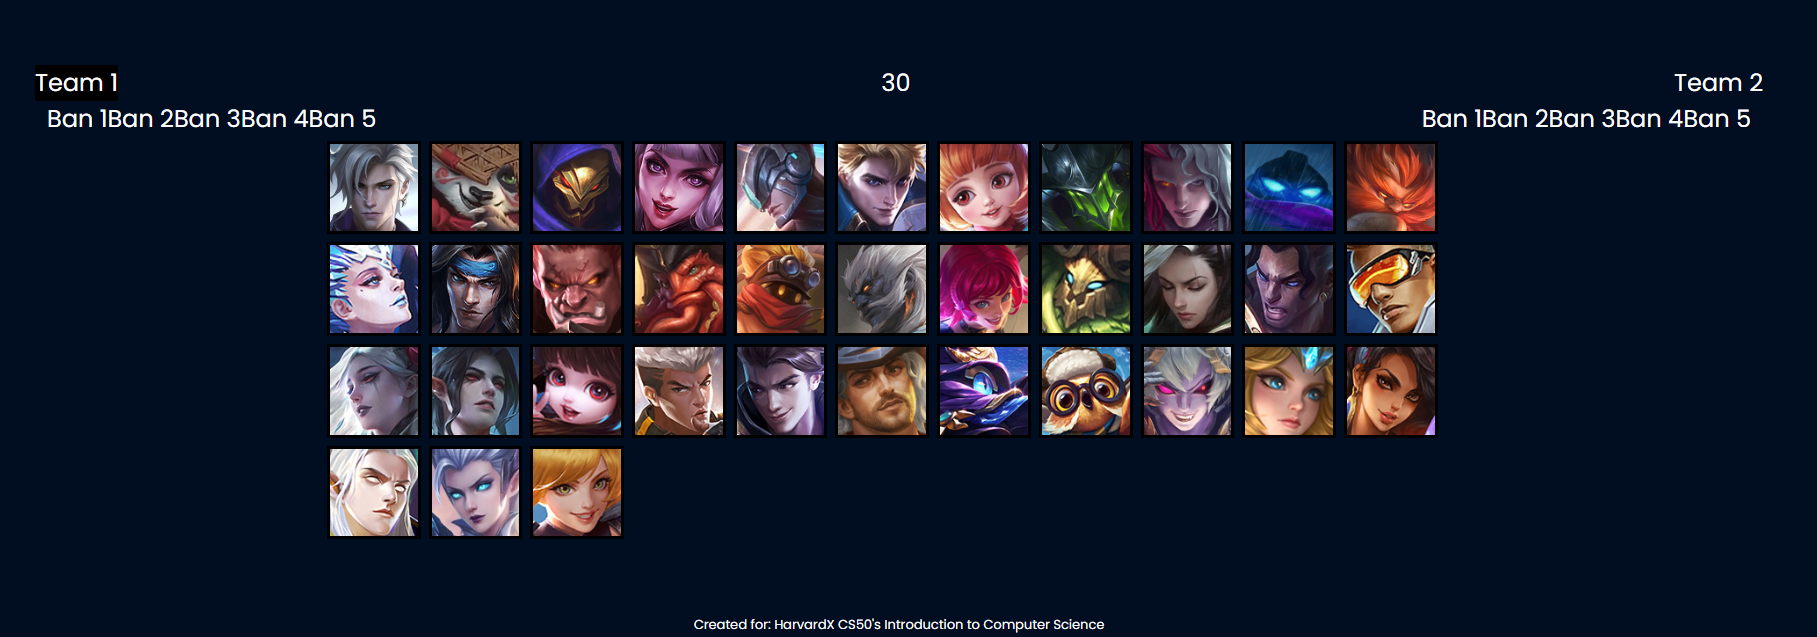 Team 1 30 Team 2
Ban 1Ban 2Ban 3Ban 4Ban 5 Ban 1Ban 2Ban 3Ban 4Ban 5
Created for: HarvardX CS50's Introduction to Computer Science